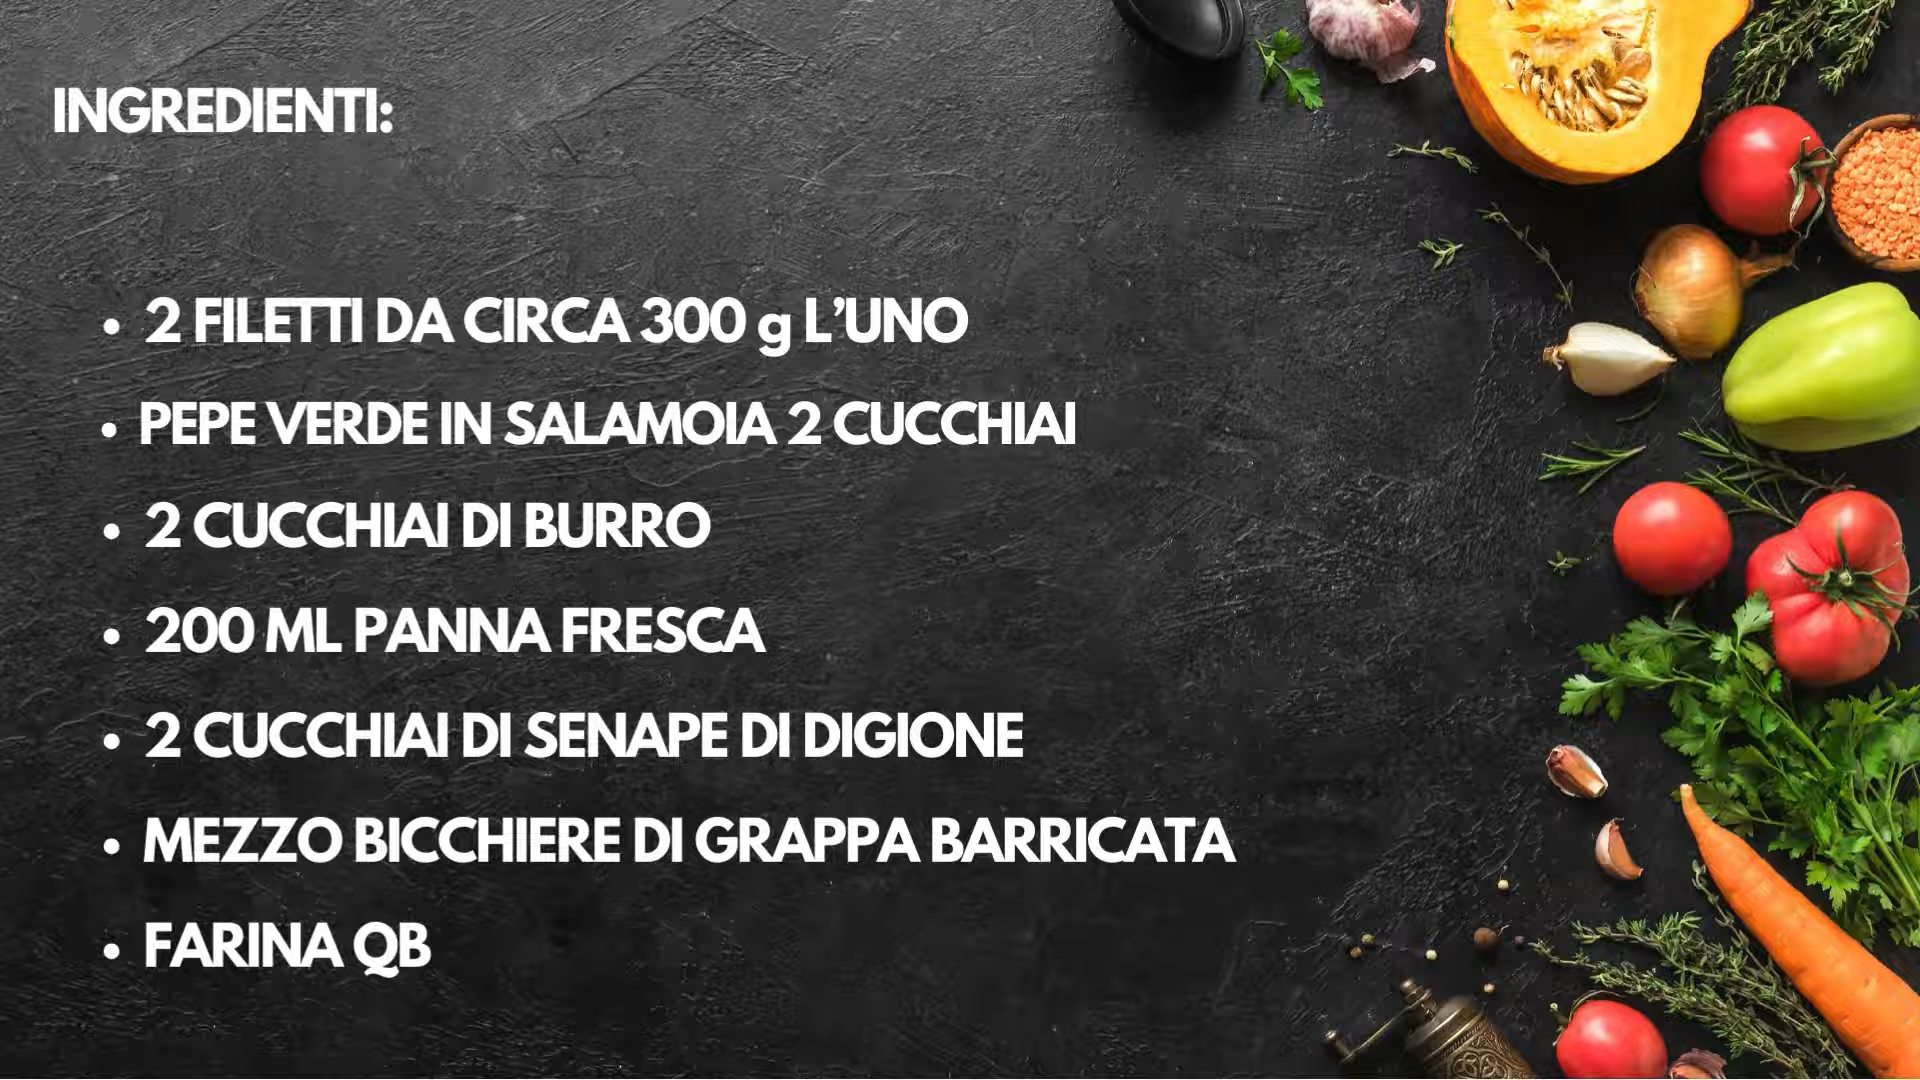 INGREDIENTI:
• 2 FILETTI DA CIRCA 300 g L’UNO
• PEPE VERDE IN SALAMOIA 2 CUCCHIAI
• 2 CUCCHIAI DI BURRO
• 200 ML PANNA FRESCA
• 2 CUCCHIAI DI SENAPE DI DIGIONE
• MEZZO BICCHIERE DI GRAPPA BARRICATA
• FARINA QB